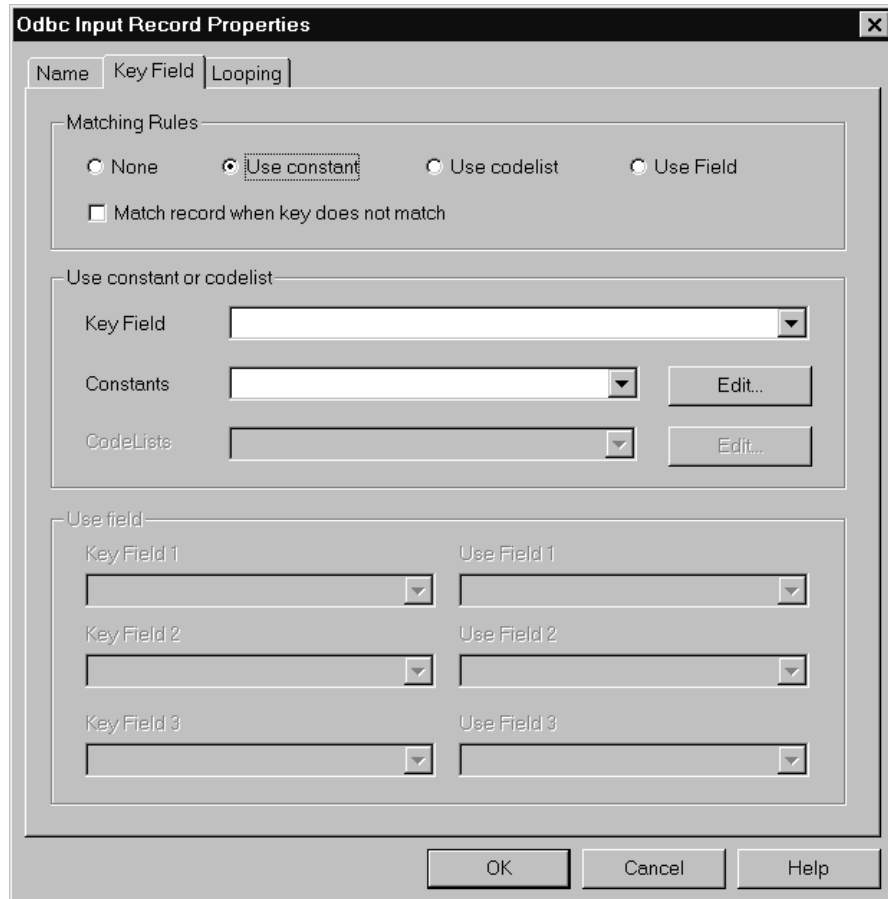 Odbc Input Record Properties
Name Key Field Looping
Matching Rules
None Use constant Use codelist Use Field
Match record when key does not match
Use constant or codelist
Key Field
Constants Edit...
CodeLists Edit...
Use field
Key Field 1 Use Field 1
Key Field 2 Use Field 2
Key Field 3 Use Field 3
OK Cancel Help